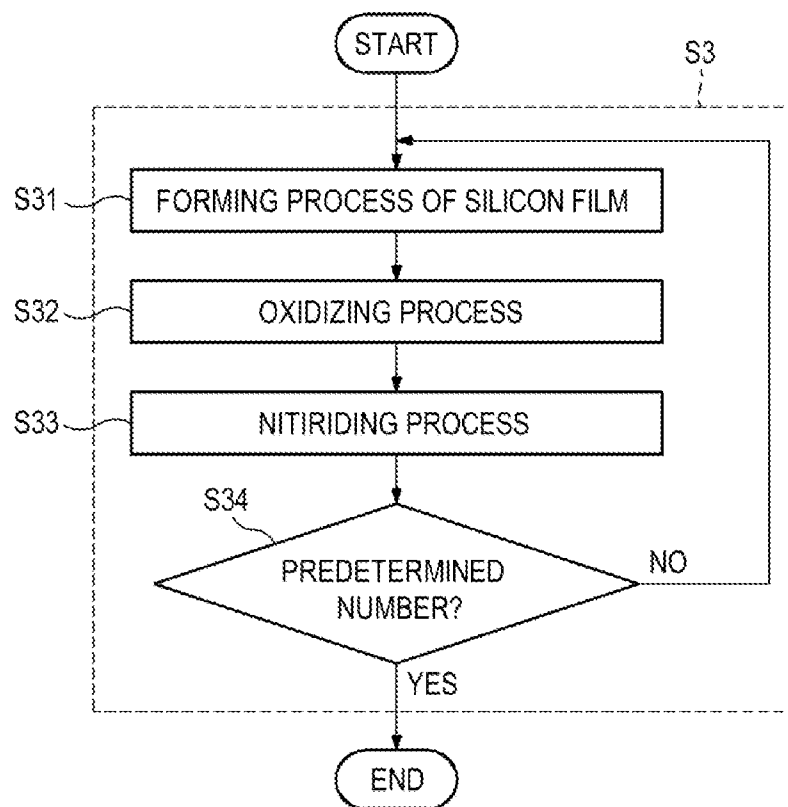 START
S3
S31
FORMING PROCESS OF SILICON FILM
S32
OXIDIZING PROCESS
S33
NITIRIDING PROCESS
S34
PREDETERMINED
NUMBER?
NO
YES
END